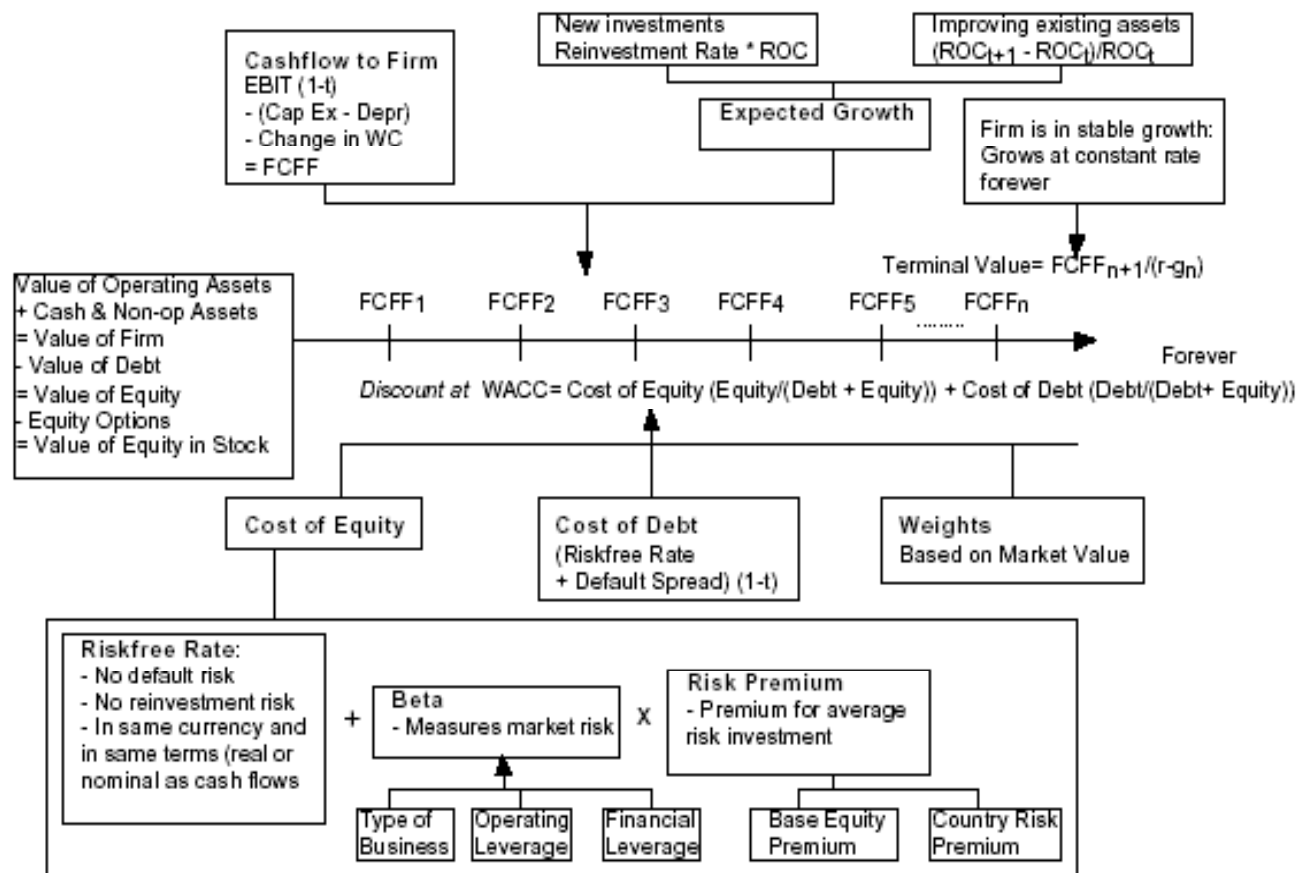 New investments
Reinvestment Rate * ROC
Improving existing assets
(ROCt+1 - ROCt)/ROCt
Cashflow to Firm
EBIT (1-t)
- (Cap Ex - Depr)
- Change in WC
= FCFF
Expected Growth
Firm is in stable growth:
Grows at constant rate
forever
Terminal Value= FCFFn+1/(r-gn)
Value of Operating Assets
+ Cash & Non-op Assets
= Value of Firm
- Value of Debt
= Value of Equity
- Equity Options
= Value of Equity in Stock
FCFF1 FCFF2 FCFF3 FCFF4 FCFF5 ......... FCFFn
Forever
Discount at WACC= Cost of Equity (Equity/(Debt + Equity)) + Cost of Debt (Debt/(Debt+ Equity))
Cost of Equity
Cost of Debt
(Riskfree Rate
+ Default Spread) (1-t)
Weights
Based on Market Value
Riskfree Rate:
- No default risk
- No reinvestment risk
- In same currency and
in same terms (real or
nominal as cash flows
+
Beta
- Measures market risk
X
Risk Premium
- Premium for average
risk investment
Type of
Business
Operating
Leverage
Financial
Leverage
Base Equity
Premium
Country Risk
Premium